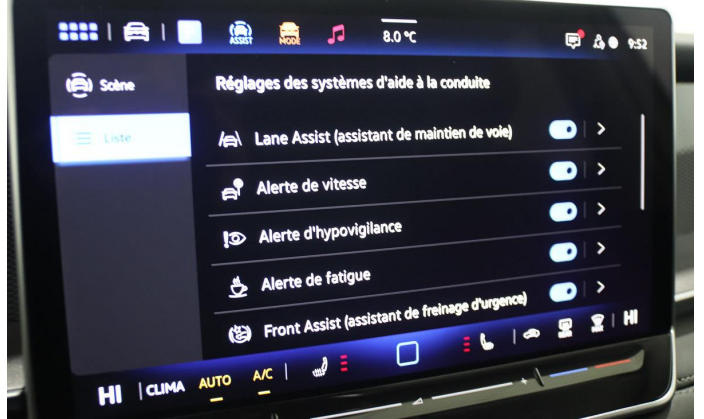 ASSIST
MODE
8.0 °C
9:52
Scène
Réglages des systèmes d'aide à la conduite
Liste
Lane Assist (assistant de maintien de voie)
Alerte de vitesse
Alerte d'hypovigilance
Alerte de fatigue
Front Assist (assistant de freinage d'urgence)
HI
CLIMA
AUTO
A/C
HI